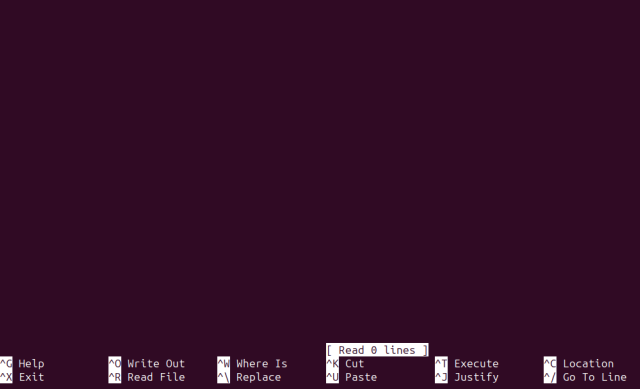 [ Read 0 lines ]
^G Help ^O Write Out ^W Where Is ^K Cut ^T Execute ^C Location
^X Exit ^R Read File ^\ Replace ^U Paste ^J Justify ^/ Go To Line